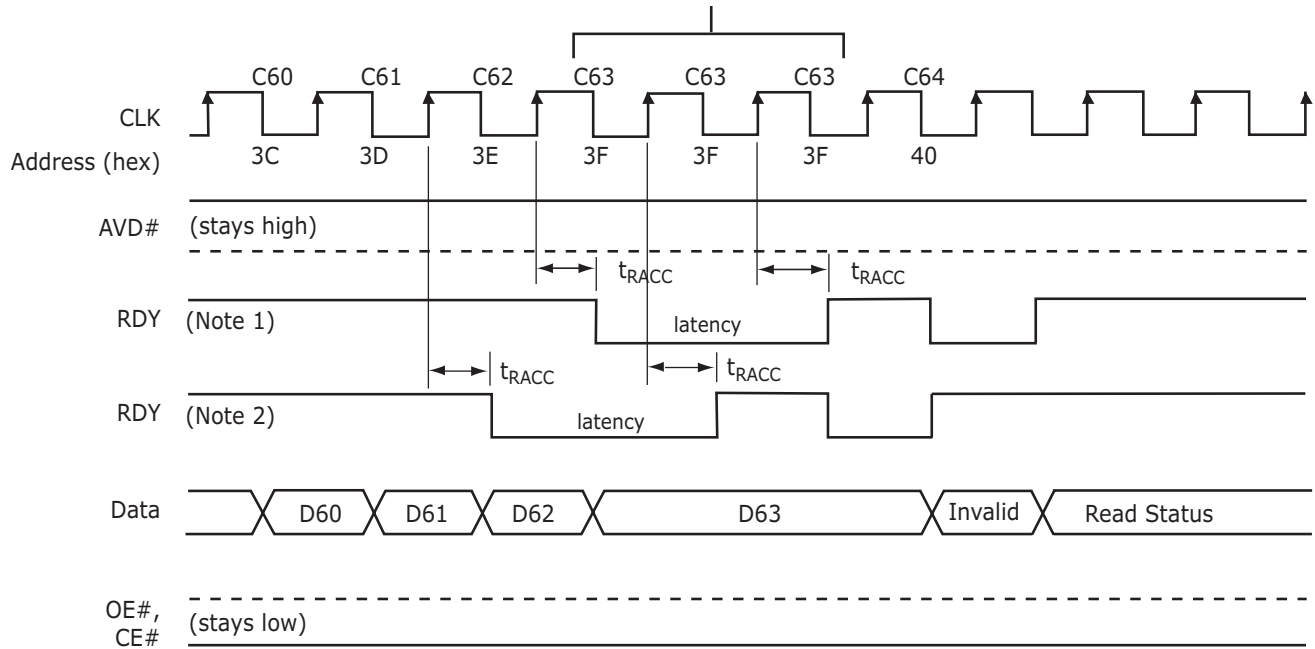 C60 C61 C62 C63 C63 C63 C64
CLK
Address (hex) 3C 3D 3E 3F 3F 3F 40
AVD# (stays high)
tRACC tRACC
RDY (Note 1) latency
tRACC tRACC
RDY (Note 2) latency
Data D60 D61 D62 D63 Invalid Read Status
OE#,
CE# (stays low)